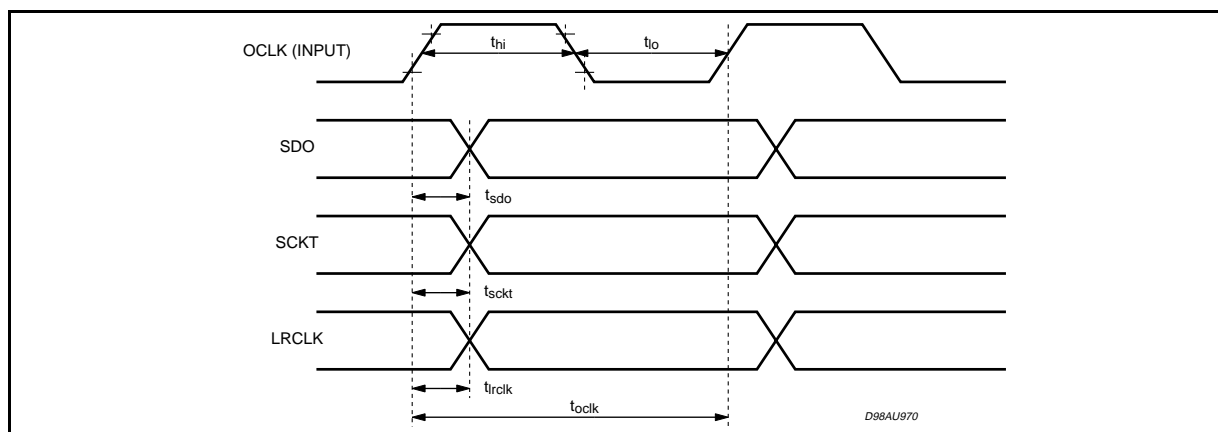 OCLK (INPUT)
thi
tlo
SDO
tsdo
SCKT
tsckt
LRCLK
tlrclk
toclk
D98AU970